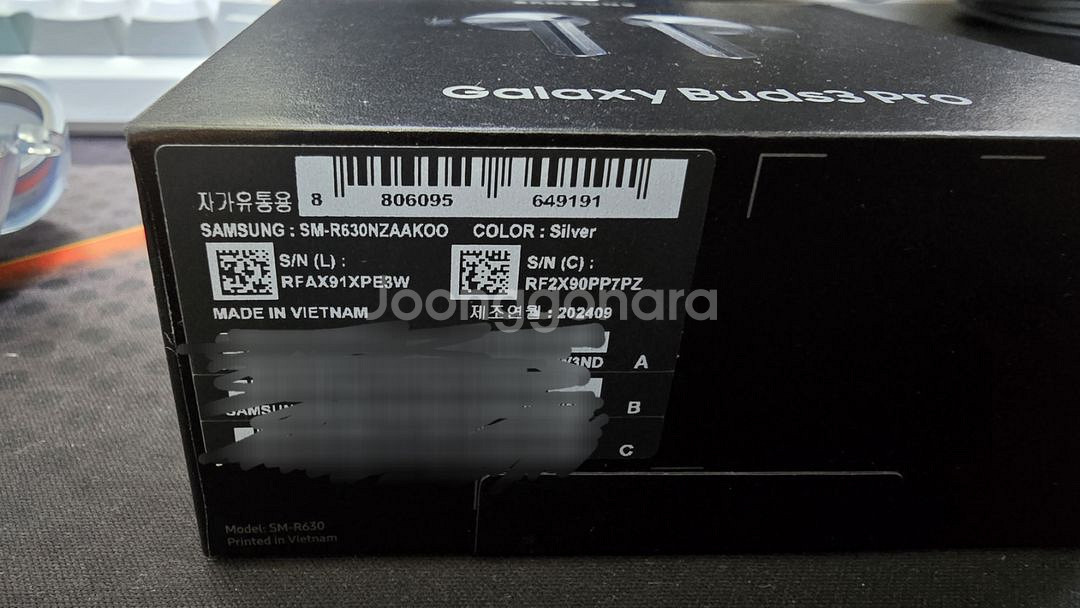 SAMSUNG
Galaxy Buds3 Pro
자가유통용
8 806095 649191
SAMSUNG : SM-R630NZAAKOO COLOR : Silver
S/N (L) :
RFAX91XPE3W
S/N (C) :
RF2X90PP7PZ
MADE IN VIETNAM
제조연월 : 202409
Joonggonara
A
B
C
Model: SM-R630
Printed in Vietnam